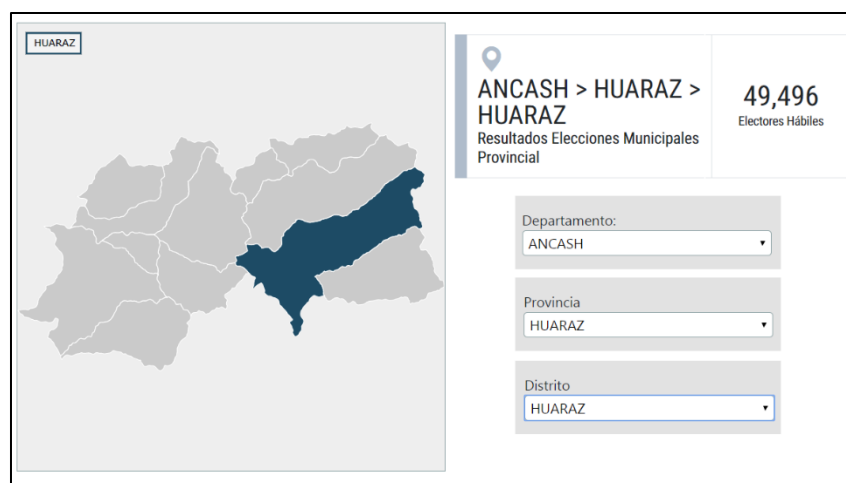 HUARAZ
ANCASH > HUARAZ >
HUARAZ
Resultados Elecciones Municipales
Provincial
49,496
Electores Hábiles
Departamento:
ANCASH
Provincia
HUARAZ
Distrito
HUARAZ